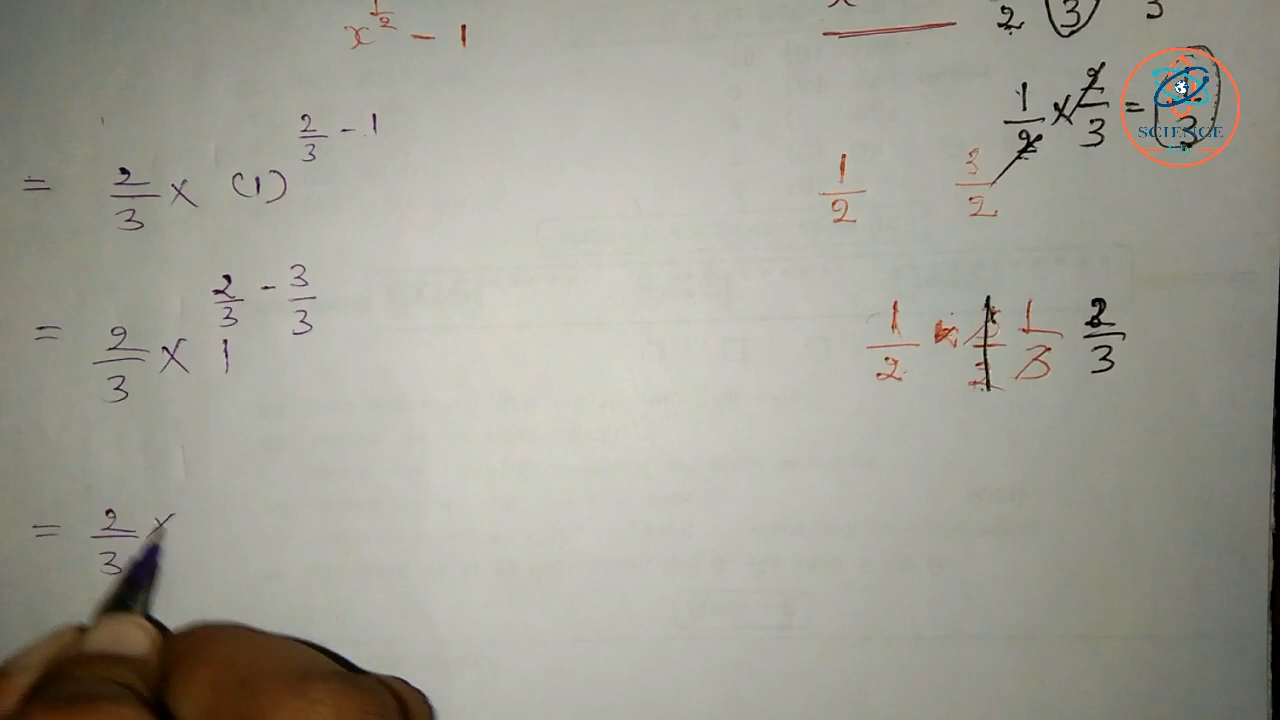 x^(1/2) - 1
2 3 3
1/2 × 2/3 = 1/3
SCIENCE
= 2/3 × (1)^(2/3 - 1)
1/2 3/2
= 2/3 × 1^(2/3 - 3/3)
1/2 1/3 2/3
= 2/3 ×